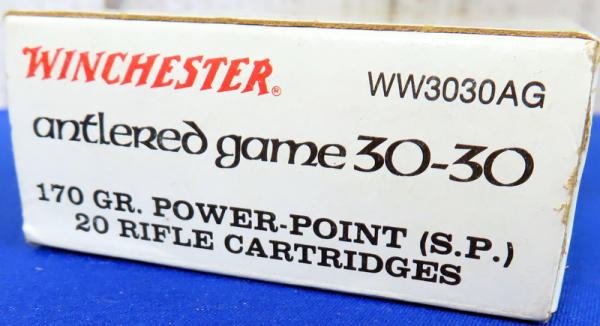 WINCHESTER® WW3030AG
antlered game 30-30
170 GR. POWER-POINT (S.P.)
20 RIFLE CARTRIDGES